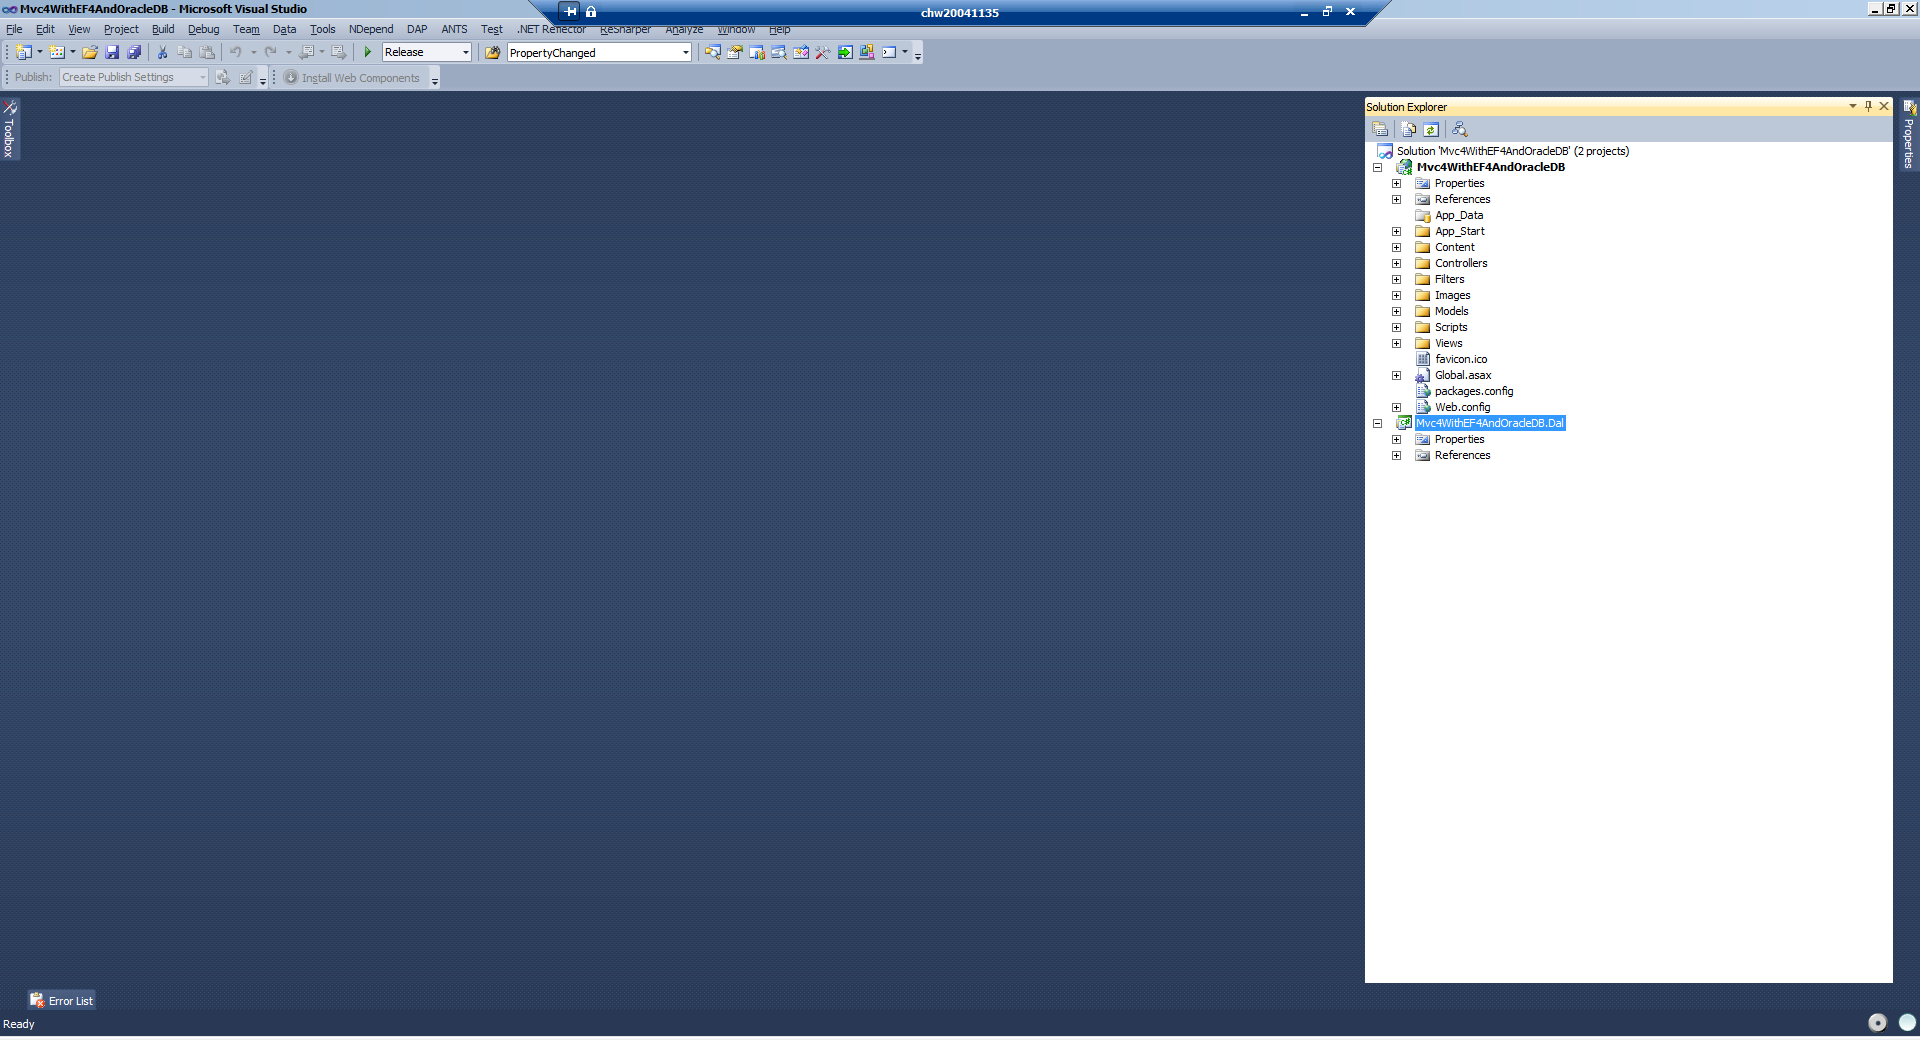 Mvc4WithEF4AndOracleDB - Microsoft Visual Studio
chw20041135
File Edit View Project Build Debug Team Data Tools NDepend DAP ANTS Test .NET Reflector ReSharper Analyze Window Help
Release PropertyChanged
Publish: Create Publish Settings Install Web Components
Toolbox
Solution Explorer
Properties
Solution 'Mvc4WithEF4AndOracleDB' (2 projects)
Mvc4WithEF4AndOracleDB
Properties
References
App_Data
App_Start
Content
Controllers
Filters
Images
Models
Scripts
Views
favicon.ico
Global.asax
packages.config
Web.config
Mvc4WithEF4AndOracleDB.Dal
Properties
References
Error List
Ready